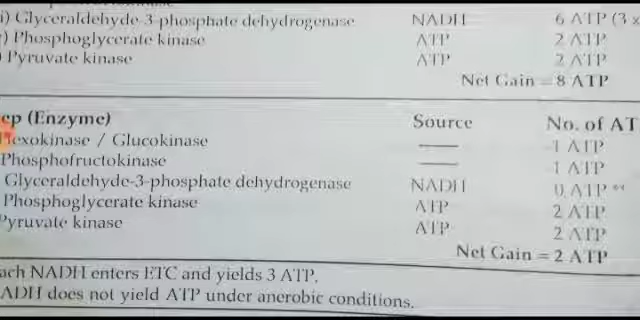 i) Glyceraldehyde-3-phosphate dehydrogenase NADH 6 ATP (3 x
) Phosphoglycerate kinase ATP 2 ATP
) Pyruvate kinase ATP 2 ATP
Net Gain = 8 ATP
ep (Enzyme) Source No. of AT
Hexokinase / Glucokinase — -1 ATP
Phosphofructokinase — -1 ATP
Glyceraldehyde-3-phosphate dehydrogenase NADH 0 ATP **
Phosphoglycerate kinase ATP 2 ATP
Pyruvate kinase ATP 2 ATP
Net Gain = 2 ATP
ach NADH enters ETC and yields 3 ATP.
ADH does not yield ATP under anerobic conditions.